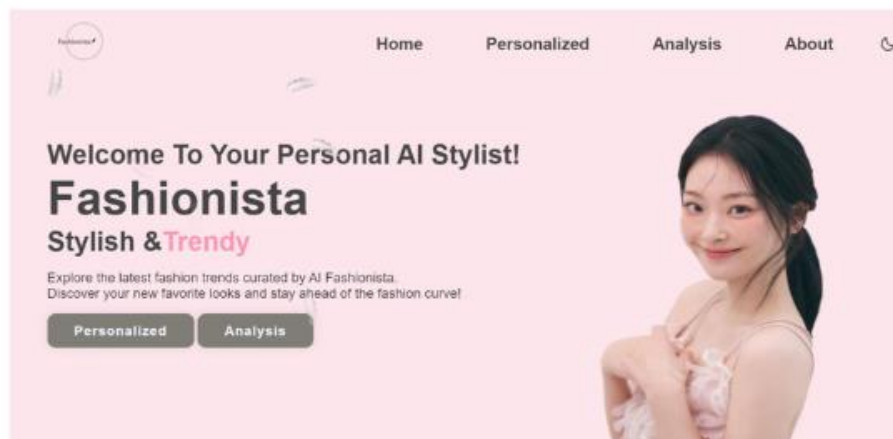 Fashionista
Home Personalized Analysis About
Welcome To Your Personal AI Stylist!
Fashionista
Stylish &Trendy
Explore the latest fashion trends curated by AI Fashionista.
Discover your new favorite looks and stay ahead of the fashion curve!
Personalized Analysis